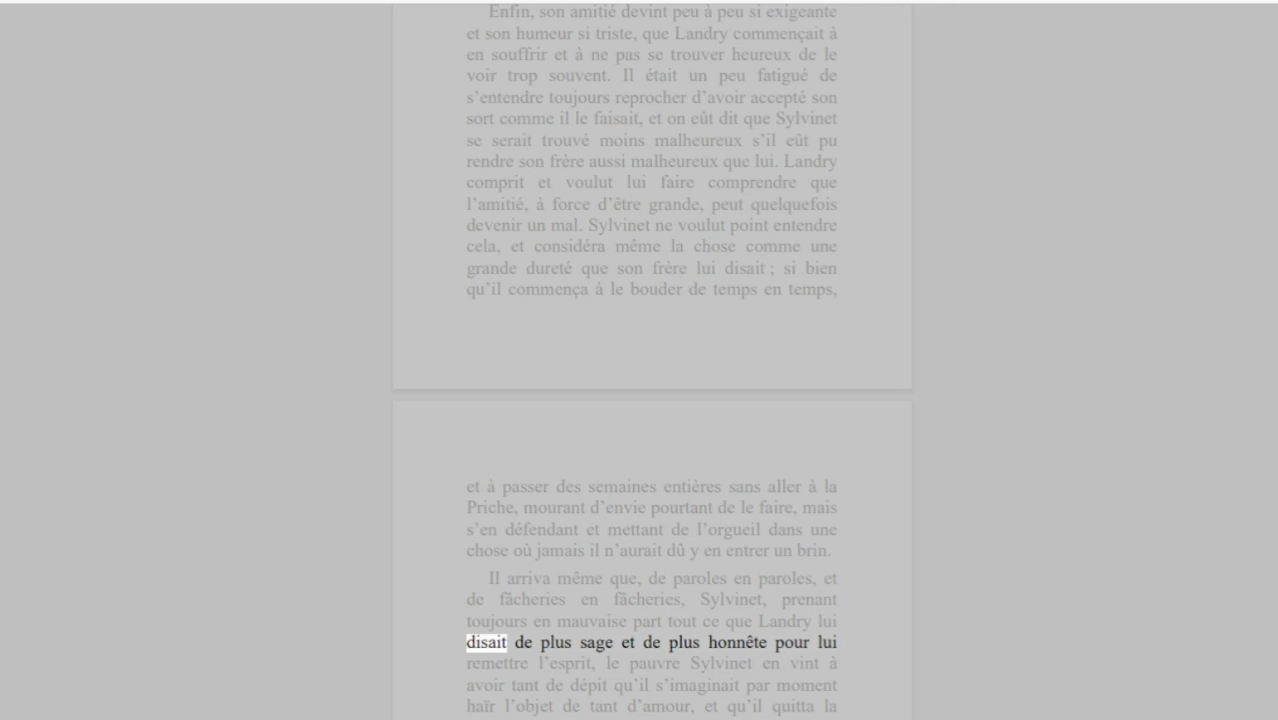 Enfin, son amitié devint peu à peu si exigeante
et son humeur si triste, que Landry commençait à
en souffrir et à ne pas se trouver heureux de le
voir trop souvent. Il était un peu fatigué de
s’entendre toujours reprocher d’avoir accepté son
sort comme il le faisait, et on eût dit que Sylvinet
se serait trouvé moins malheureux s’il eût pu
rendre son frère aussi malheureux que lui. Landry
comprit et voulut lui faire comprendre que
l’amitié, à force d’être grande, peut quelquefois
devenir un mal. Sylvinet ne voulut point entendre
cela, et considéra même la chose comme une
grande dureté que son frère lui disait ; si bien
qu’il commença à le bouder de temps en temps,
et à passer des semaines entières sans aller à la
Priche, mourant d’envie pourtant de le faire, mais
s’en défendant et mettant de l’orgueil dans une
chose où jamais il n’aurait dû y en entrer un brin.
Il arriva même que, de paroles en paroles, et
de fâcheries en fâcheries, Sylvinet, prenant
toujours en mauvaise part tout ce que Landry lui
disait de plus sage et de plus honnête pour lui
remettre l’esprit, le pauvre Sylvinet en vint à
avoir tant de dépit qu’il s’imaginait par moment
haïr l’objet de tant d’amour, et qu’il quitta la